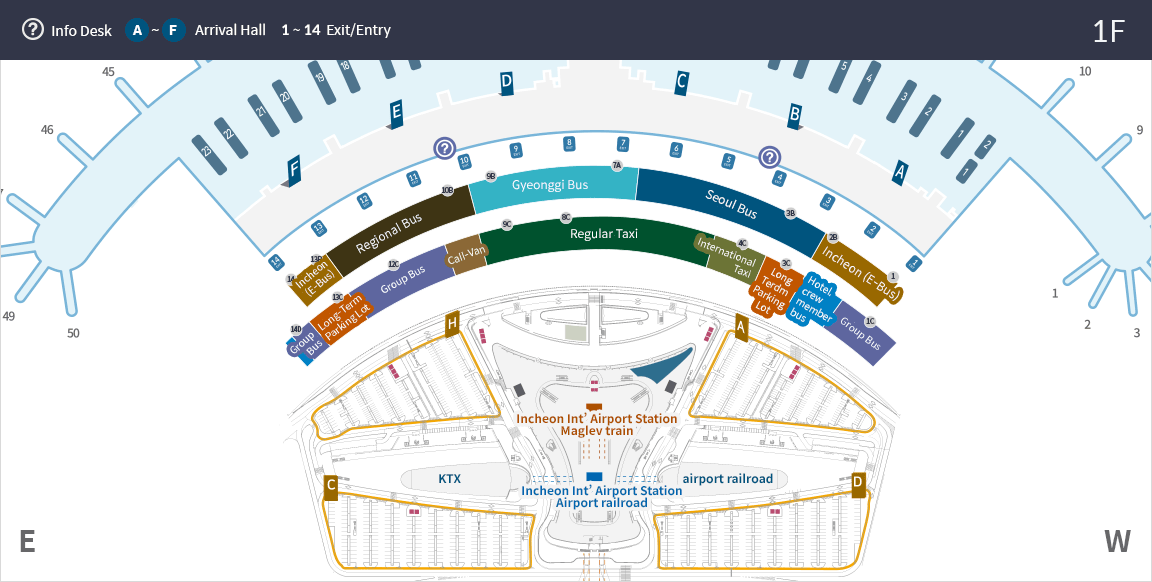 ? Info Desk A ~ F Arrival Hall 1 ~ 14 Exit/Entry
1F
45
46
49
50
10
9
1
2
3
23
22
21
20
19
18
5
4
3
2
1
2
1
F
E
D
C
B
A
?
?
14
13
12
11
10
9
8
7
6
5
4
3
2
1
10B
9B
7A
3B
2B
1
14
13B
Incheon
(E-Bus)
Regional Bus
Gyeonggi Bus
Seoul Bus
Incheon (E-Bus)
14D
13C
12C
9C
8C
4C
3C
1C
Group
Bus
Long-Term
Parking Lot
Group Bus
Call-Van
Regular Taxi
International
Taxi
Long
Terdm
Parking
Lot
Hotel
crew
member
bus
Group Bus
H
A
Incheon Int’ Airport Station
Maglev train
C
KTX
airport railroad
D
Incheon Int’ Airport Station
Airport railroad
E
W